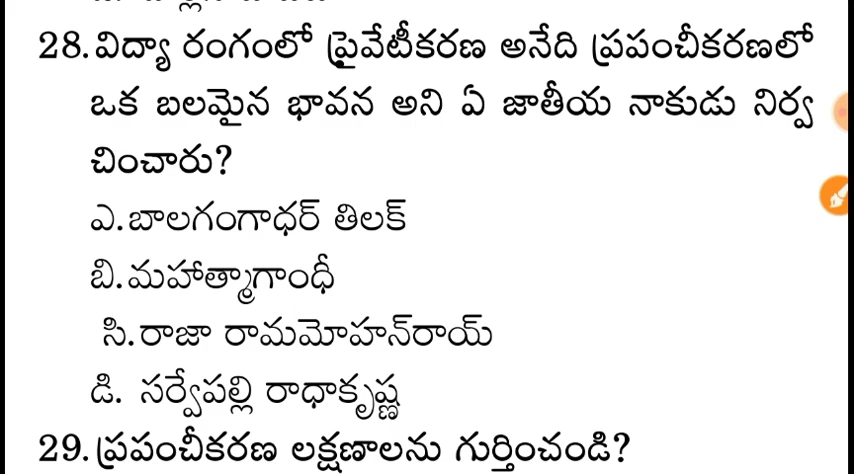 28. విద్యా రంగంలో ప్రైవేటీకరణ అనేది ప్రపంచీకరణలో
ఒక బలమైన భావన అని ఏ జాతీయ నాకుడు నిర్వ
చించారు?
ఎ. బాలగంగాధర్ తిలక్
బి. మహాత్మాగాంధీ
సి. రాజా రామమోహన్‌రాయ్
డి. సర్వేపల్లి రాధాకృష్ణ
29. ప్రపంచీకరణ లక్షణాలను గుర్తించండి?